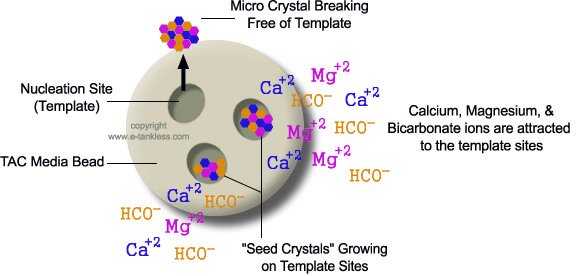 Micro Crystal Breaking
Free of Template
Nucleation Site
(Template)
copyright
www.e-tankless.com
TAC Media Bead
Ca+2
Mg+2
HCO−
Ca+2
Mg+2
HCO−
Ca+2
Mg+2
HCO−
Calcium, Magnesium, &
Bicarbonate ions are attracted
to the template sites
Ca+2
HCO−
HCO−
Mg+2
Ca+2
HCO−
"Seed Crystals" Growing
on Template Sites